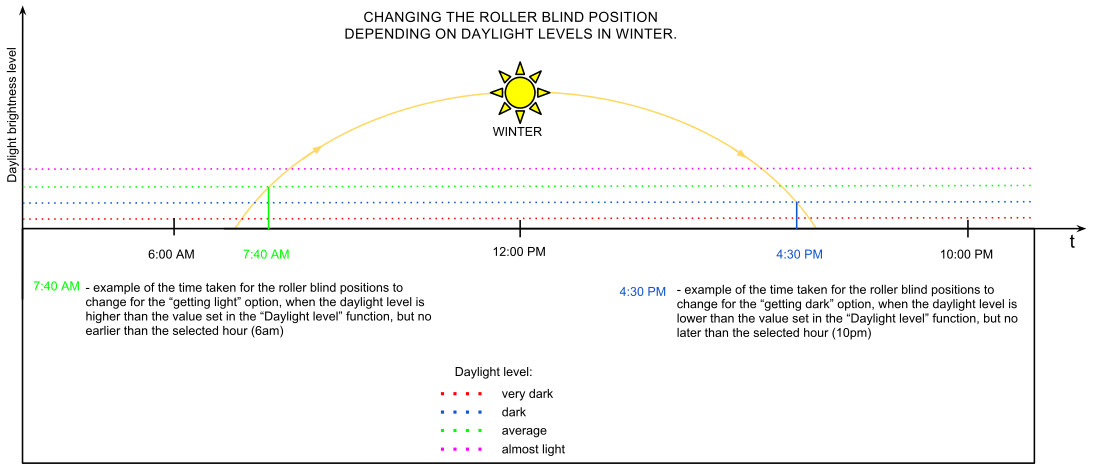 CHANGING THE ROLLER BLIND POSITION
DEPENDING ON DAYLIGHT LEVELS IN WINTER.
Daylight brightness level
WINTER
6:00 AM
7:40 AM
12:00 PM
4:30 PM
10:00 PM
t
7:40 AM - example of the time taken for the roller blind positions to
change for the “getting light” option, when the daylight level is
higher than the value set in the “Daylight level” function, but no
earlier than the selected hour (6am)
4:30 PM - example of the time taken for the roller blind positions to
change for the “getting dark” option, when the daylight level is
lower than the value set in the “Daylight level” function, but no
later than the selected hour (10pm)
Daylight level:
very dark
dark
average
almost light